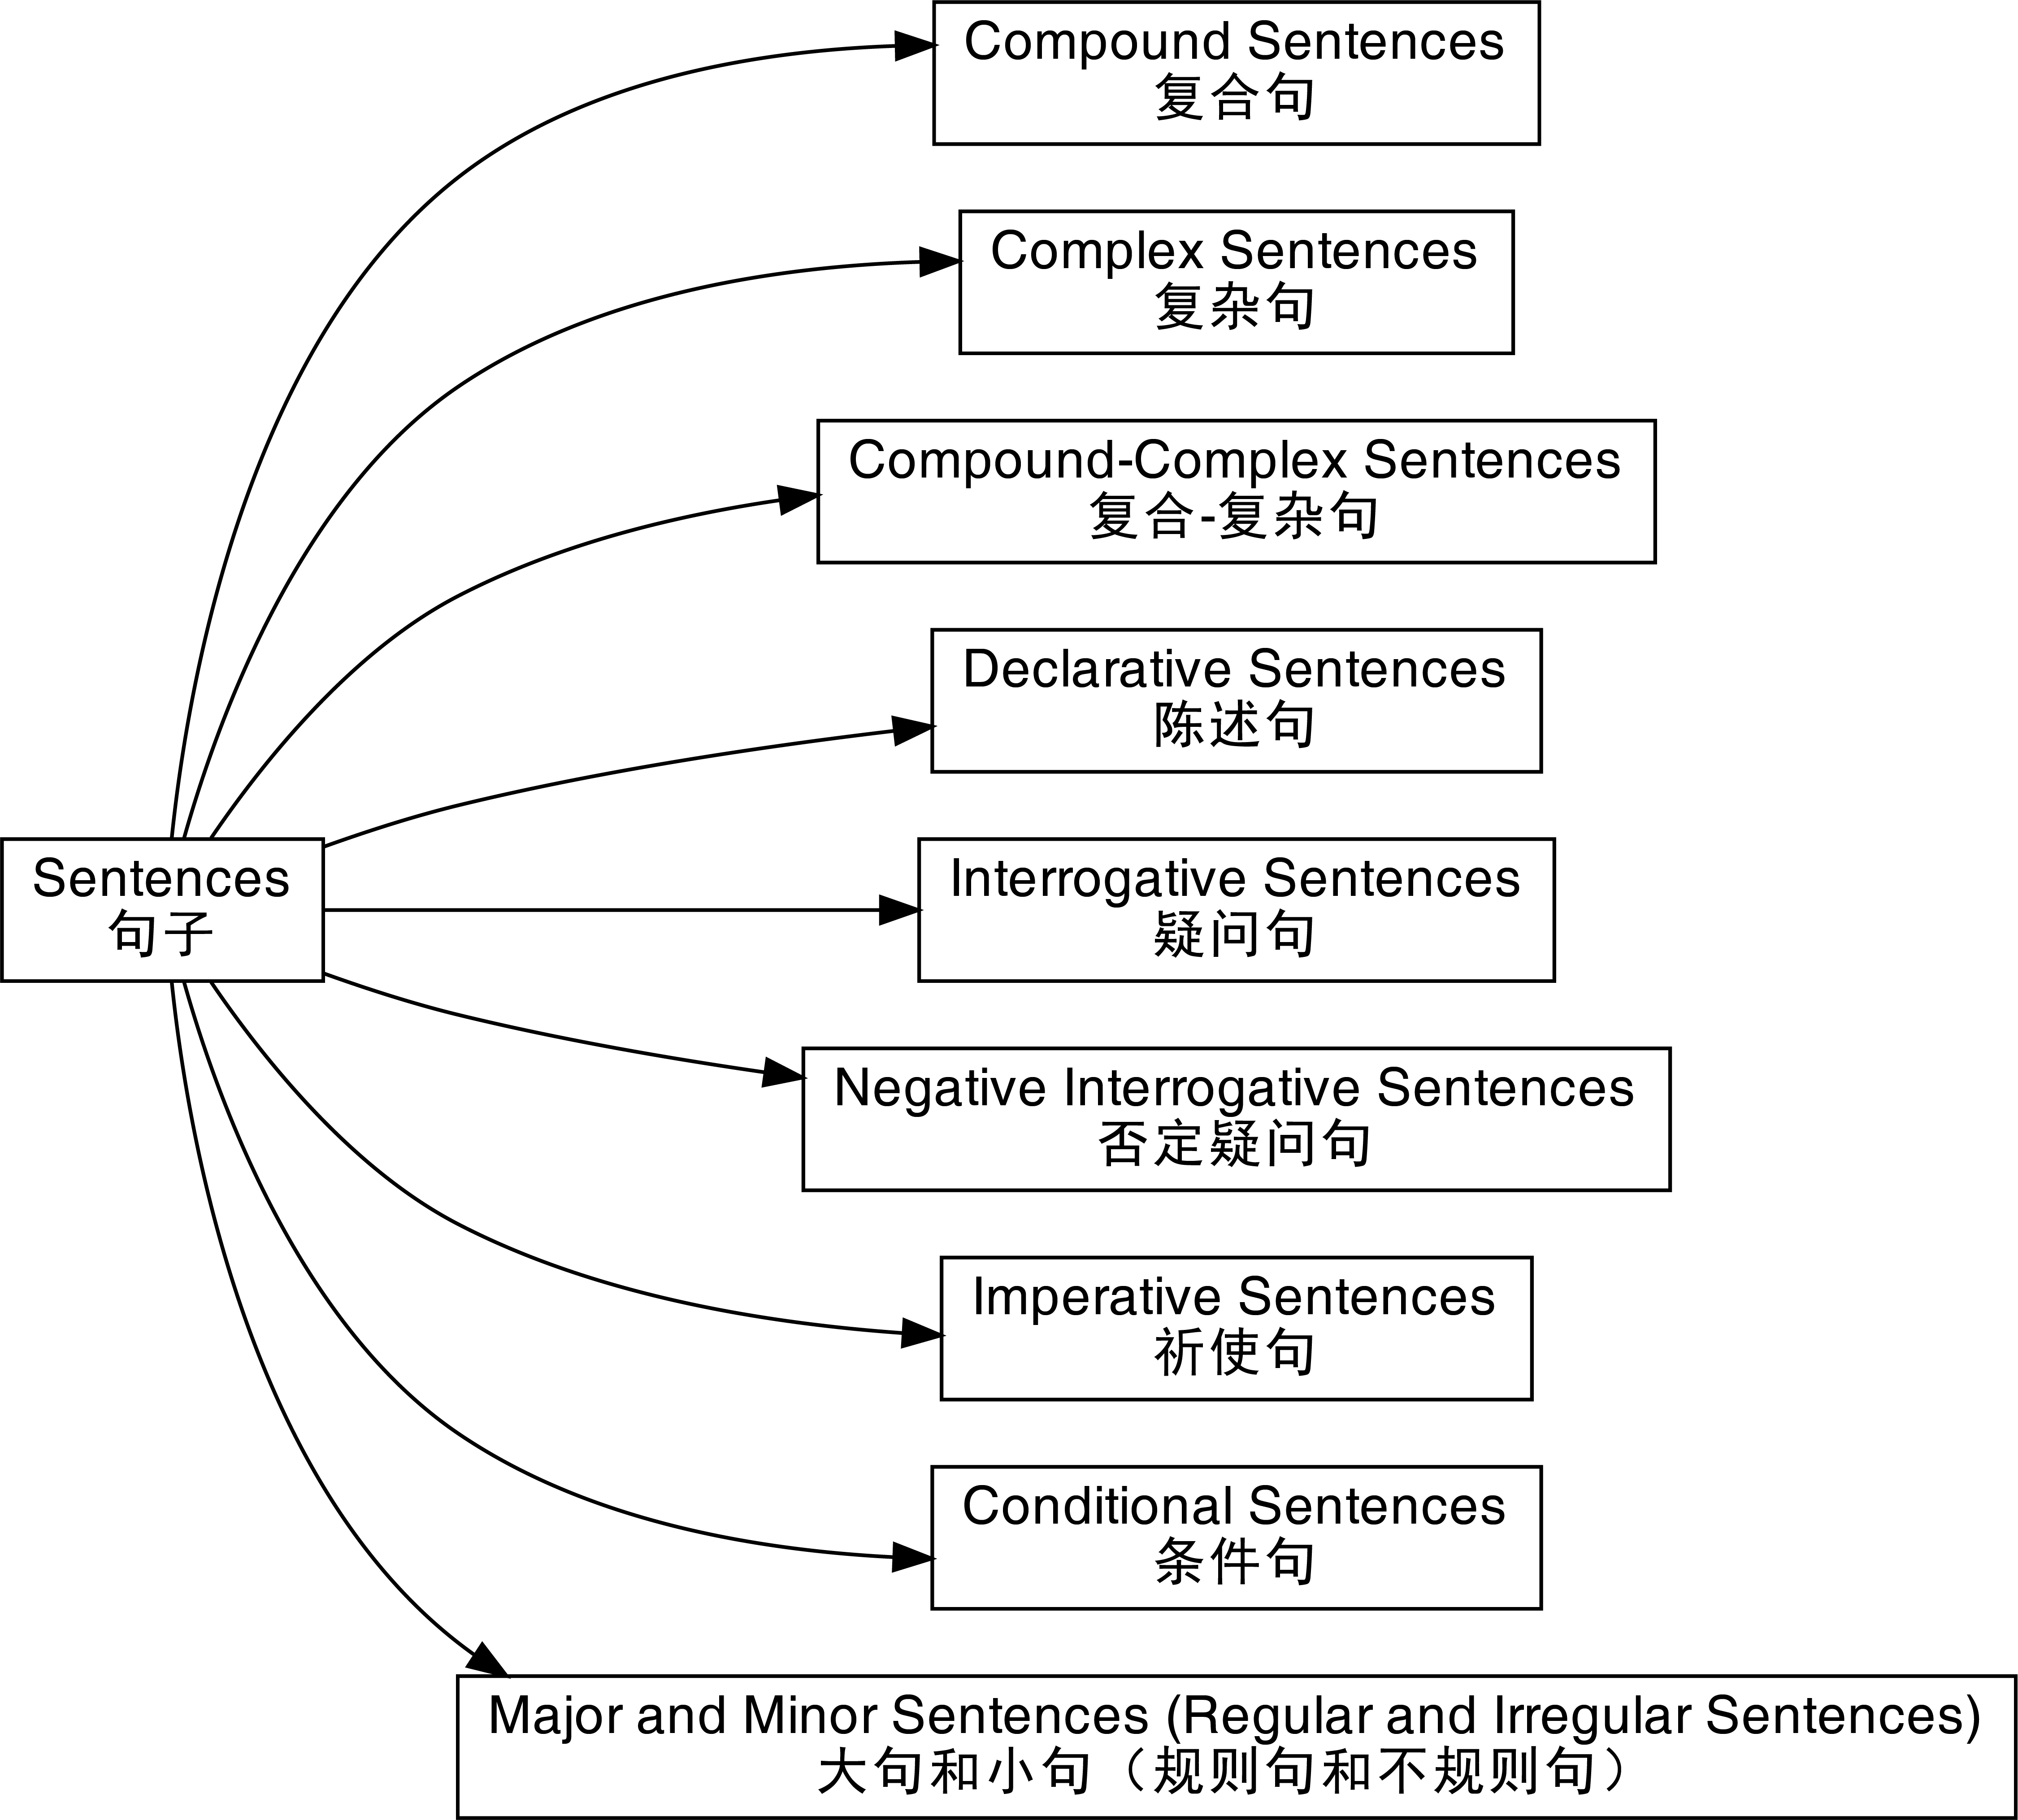 Compound Sentences
复合句
Complex Sentences
复杂句
Compound-Complex Sentences
复合-复杂句
Declarative Sentences
陈述句
Sentences
句子
Interrogative Sentences
疑问句
Negative Interrogative Sentences
否定疑问句
Imperative Sentences
祈使句
Conditional Sentences
条件句
Major and Minor Sentences (Regular and Irregular Sentences)
大句和小句（规则句和不规则句）